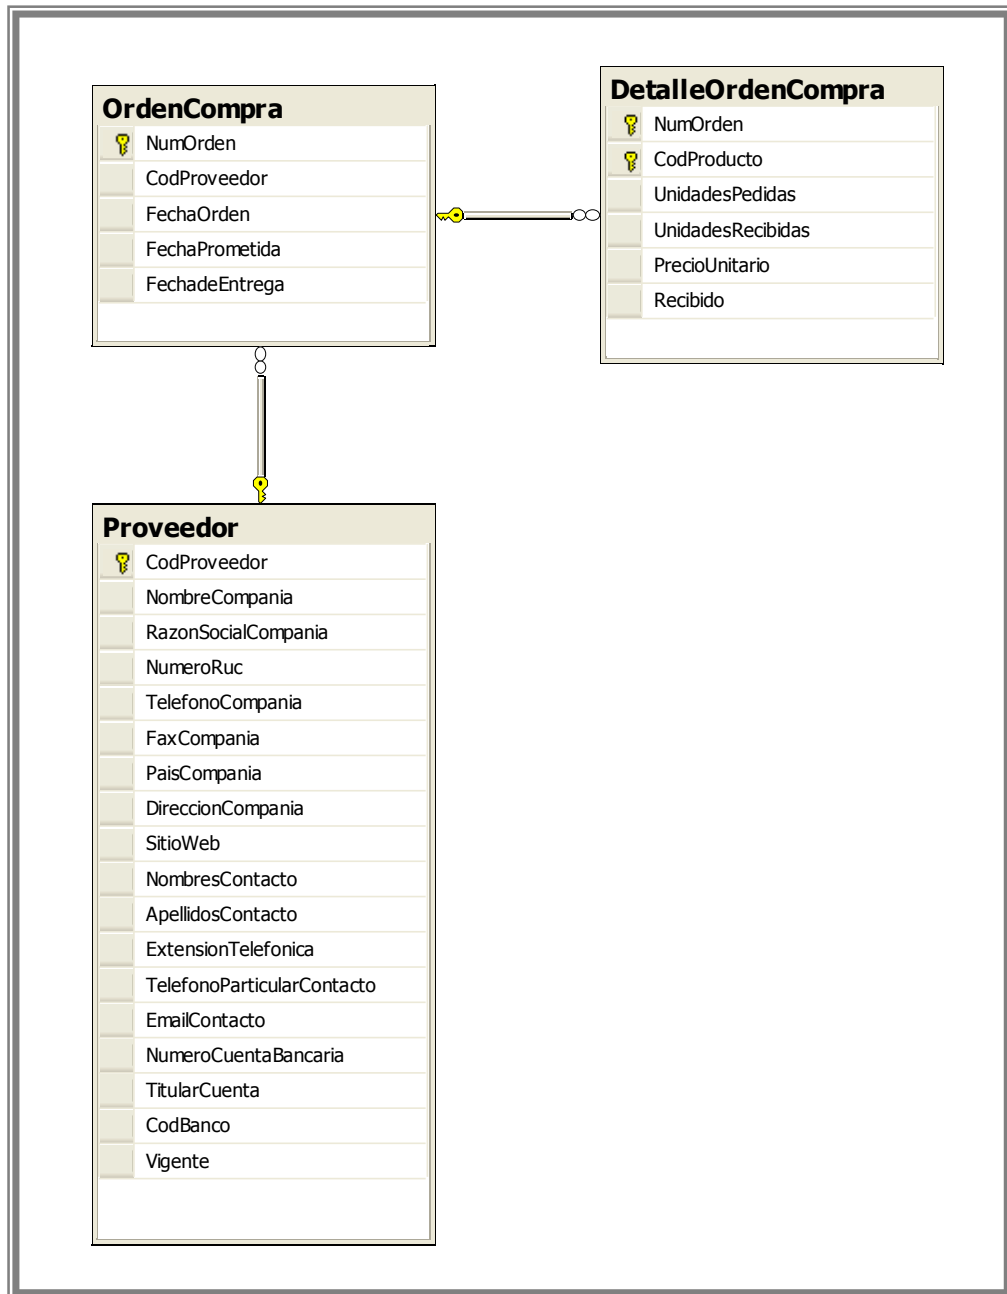 OrdenCompra
NumOrden
CodProveedor
FechaOrden
FechaPrometida
FechadeEntrega
DetalleOrdenCompra
NumOrden
CodProducto
UnidadesPedidas
UnidadesRecibidas
PrecioUnitario
Recibido
Proveedor
CodProveedor
NombreCompania
RazonSocialCompania
NumeroRuc
TelefonoCompania
FaxCompania
PaisCompania
DireccionCompania
SitioWeb
NombresContacto
ApellidosContacto
ExtensionTelefonica
TelefonoParticularContacto
EmailContacto
NumeroCuentaBancaria
TitularCuenta
CodBanco
Vigente